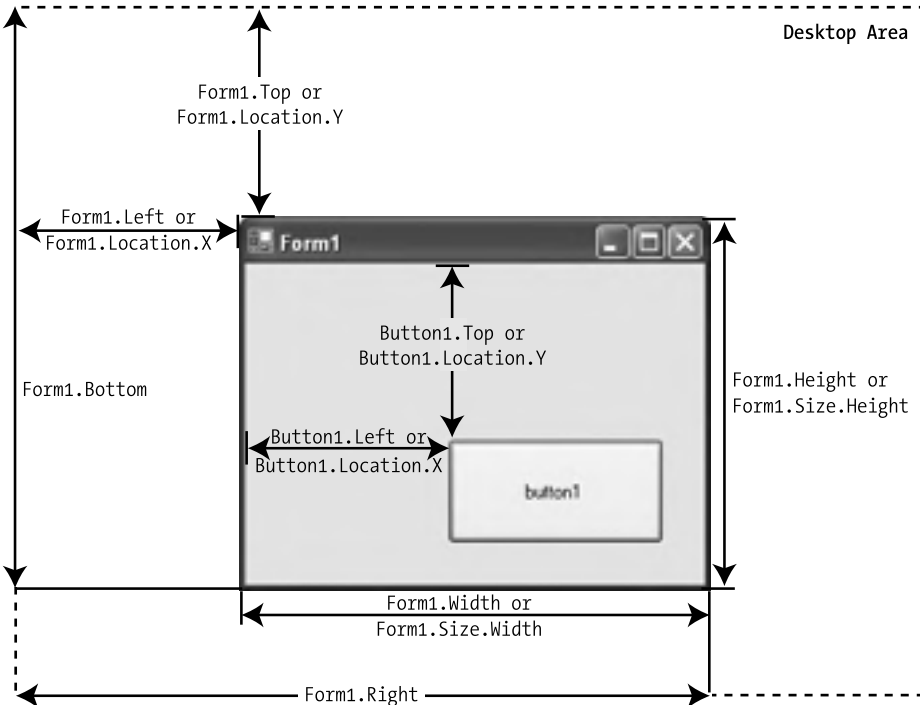 Desktop Area
Form1.Top or
Form1.Location.Y
Form1.Left or
Form1.Location.X
Form1
Button1.Top or
Button1.Location.Y
Form1.Bottom
Form1.Height or
Form1.Size.Height
Button1.Left or
Button1.Location.X
button1
Form1.Width or
Form1.Size.Width
Form1.Right